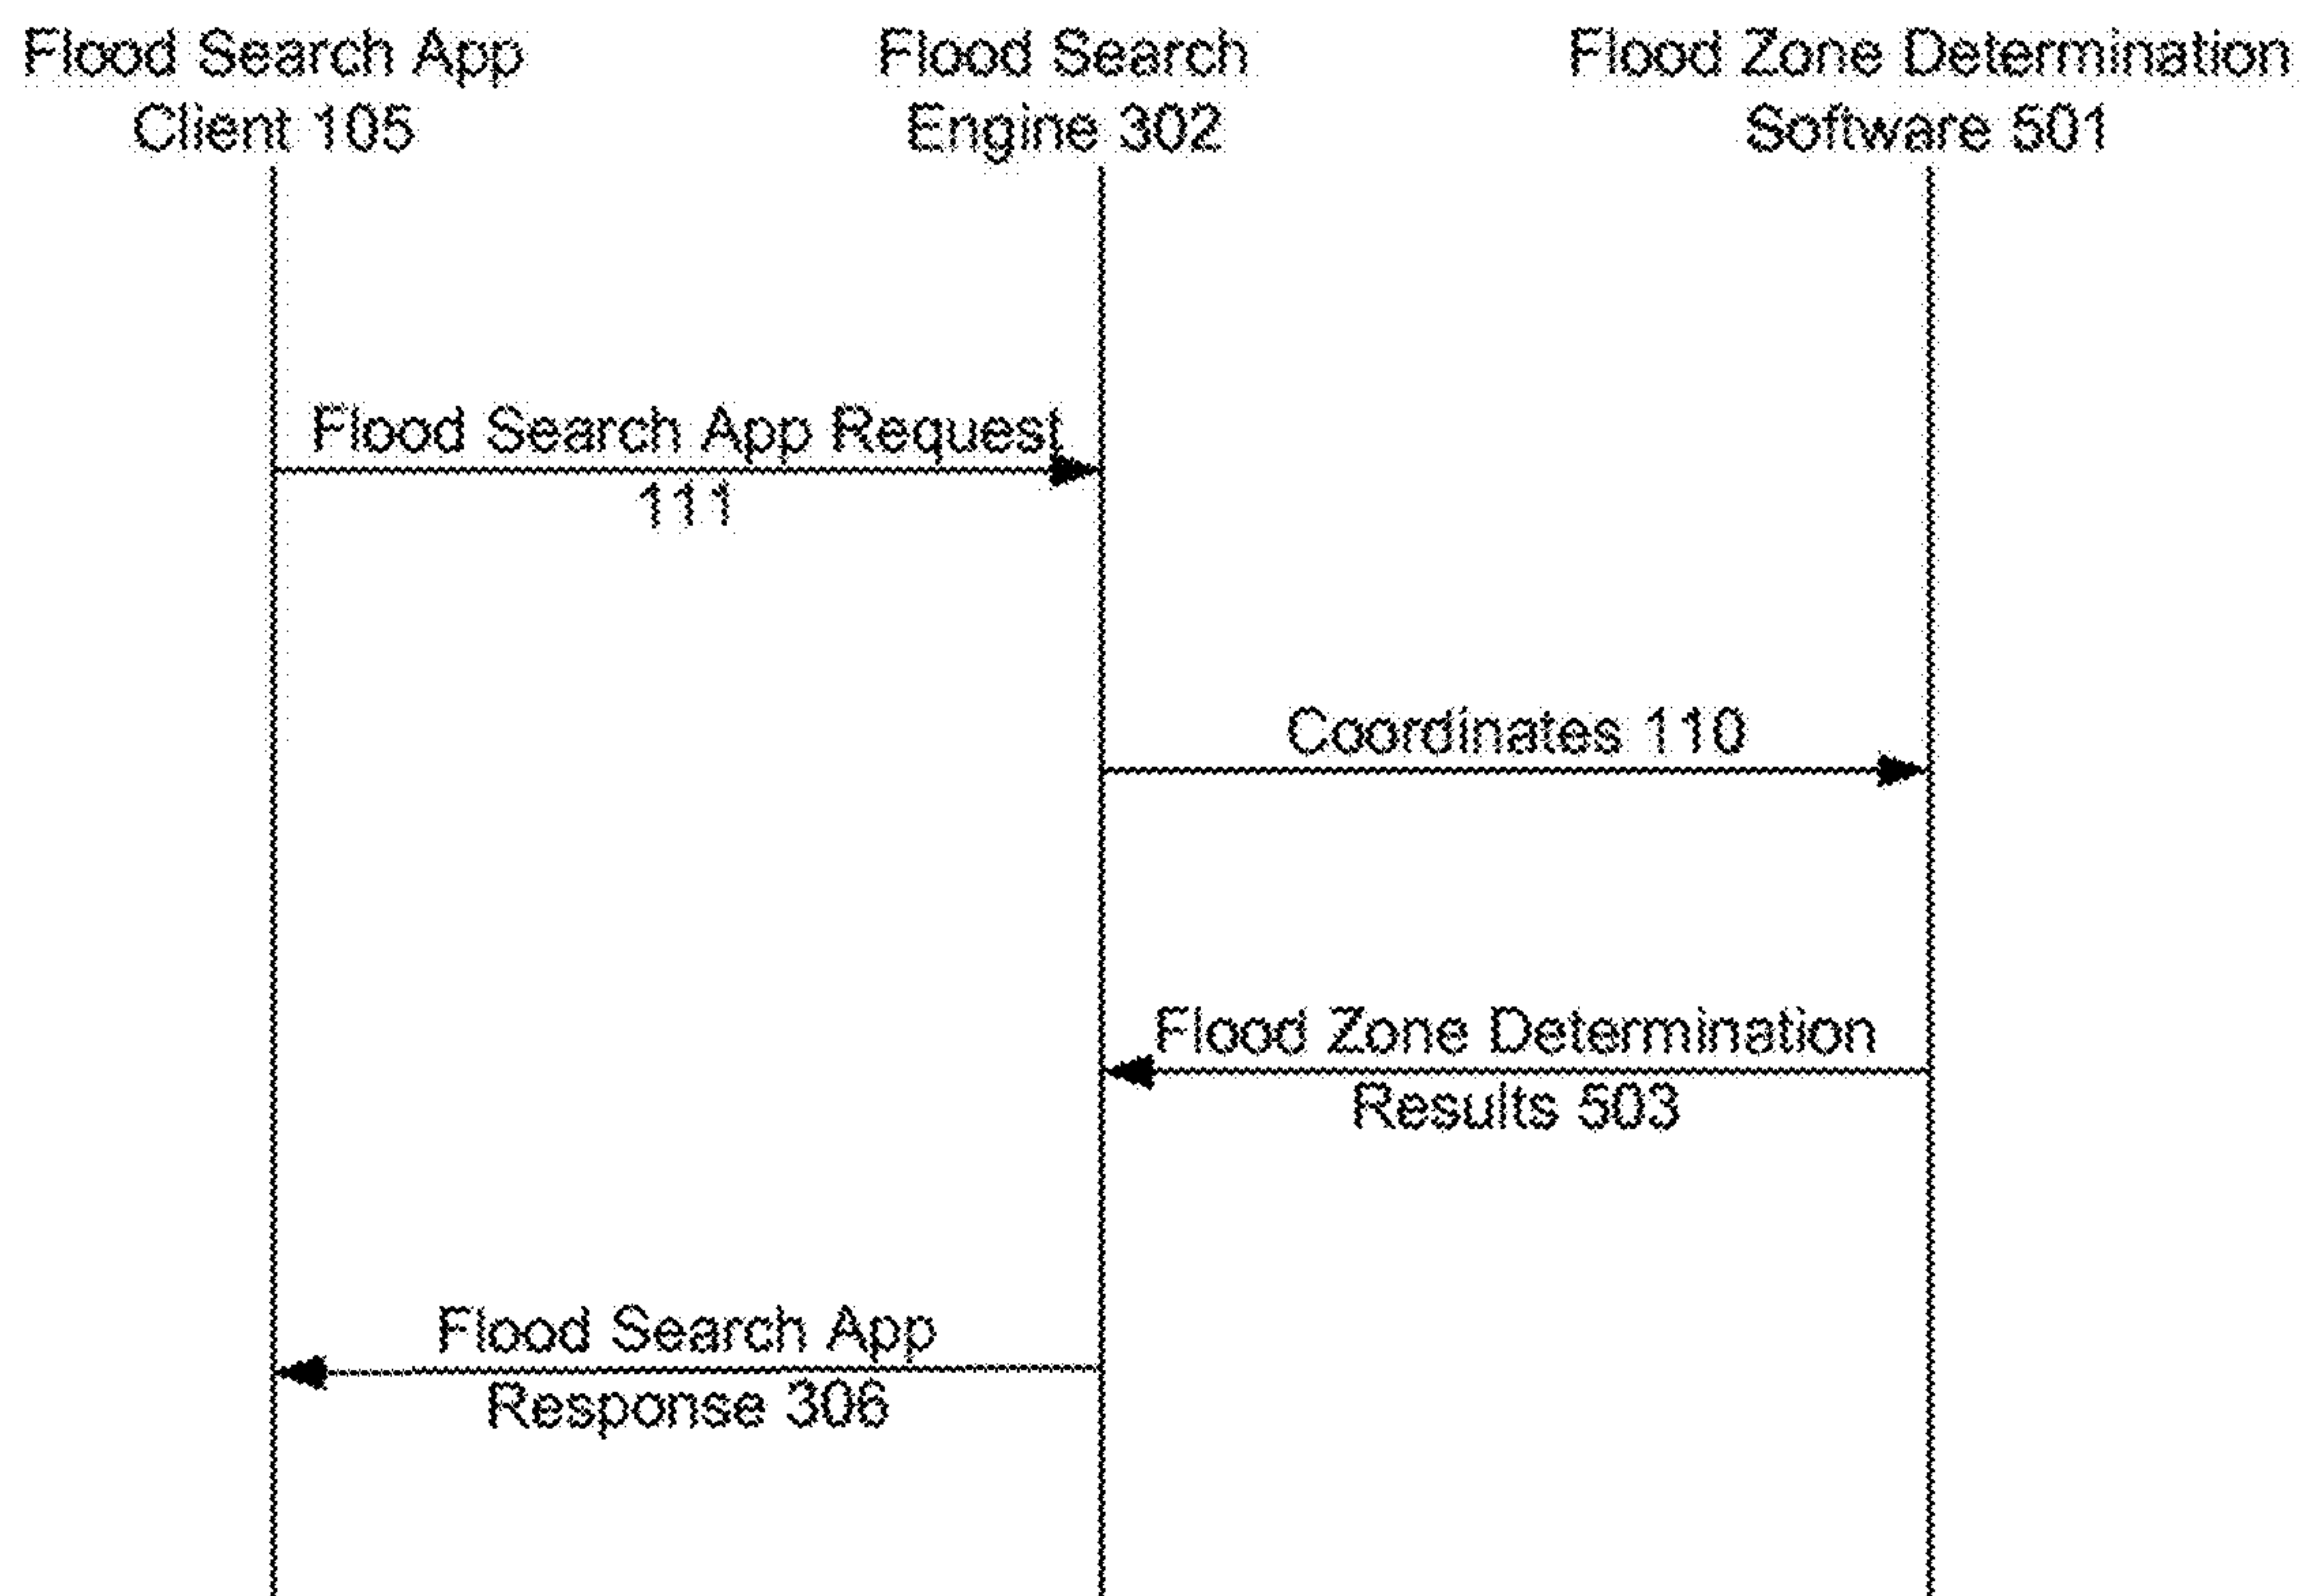 Flood Search App
Client 105
Flood Search
Engine 302
Flood Zone Determination
Software 501
Flood Search App Request
111
Coordinates 110
Flood Zone Determination
Results 503
Flood Search App
Response 306